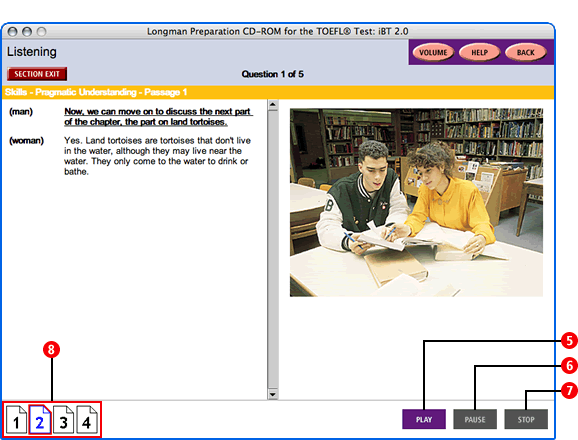 Longman Preparation CD-ROM for the TOEFL® Test: iBT 2.0
Listening
VOLUME HELP BACK
SECTION EXIT
Question 1 of 5
Skills - Pragmatic Understanding - Passage 1
(man) Now, we can move on to discuss the next part
of the chapter, the part on land tortoises.
(woman) Yes. Land tortoises are tortoises that don't live
in the water, although they may live near the
water. They only come to the water to drink or
bathe.
B
8
5
6
7
1 2 3 4
PLAY PAUSE STOP